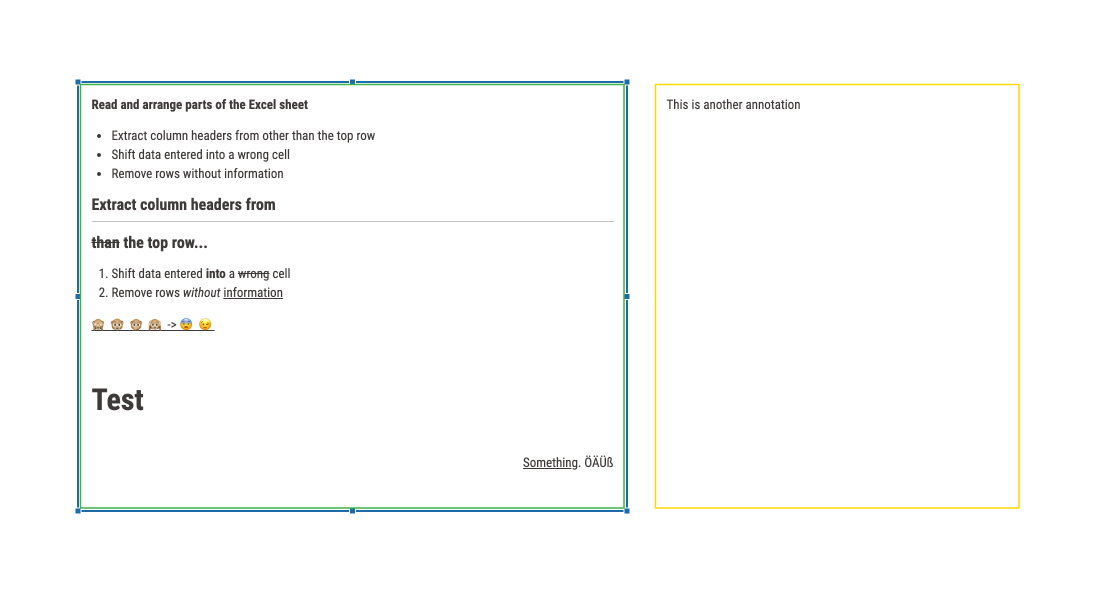 Read and arrange parts of the Excel sheet
• Extract column headers from other than the top row
• Shift data entered into a wrong cell
• Remove rows without information
Extract column headers from
than the top row...
1. Shift data entered into a wrong cell
2. Remove rows without information
🙈 🐵 🐵 🙈 -> 😨 😉
Test
Something. ÖÄÜß
This is another annotation